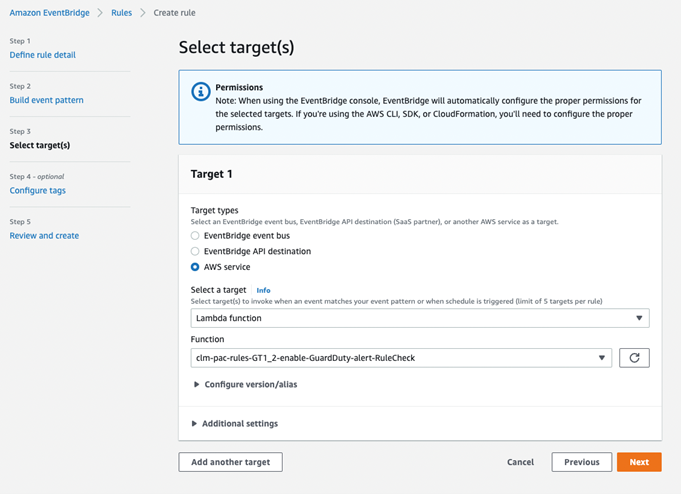 Amazon EventBridge > Rules > Create rule
Step 1
Define rule detail
Step 2
Build event pattern
Step 3
Select target(s)
Step 4 - optional
Configure tags
Step 5
Review and create
Select target(s)
Permissions
Note: When using the EventBridge console, EventBridge will automatically configure the proper permissions for
the selected targets. If you're using the AWS CLI, SDK, or CloudFormation, you'll need to configure the proper
permissions.
Target 1
Target types
Select an EventBridge event bus, EventBridge API destination (SaaS partner), or another AWS service as a target.
EventBridge event bus
EventBridge API destination
AWS service
Select a target Info
Select target(s) to invoke when an event matches your event pattern or when schedule is triggered (limit of 5 targets per rule)
Lambda function
Function
clm-pac-rules-GT1_2-enable-GuardDuty-alert-RuleCheck
Configure version/alias
Additional settings
Add another target
Cancel
Previous
Next